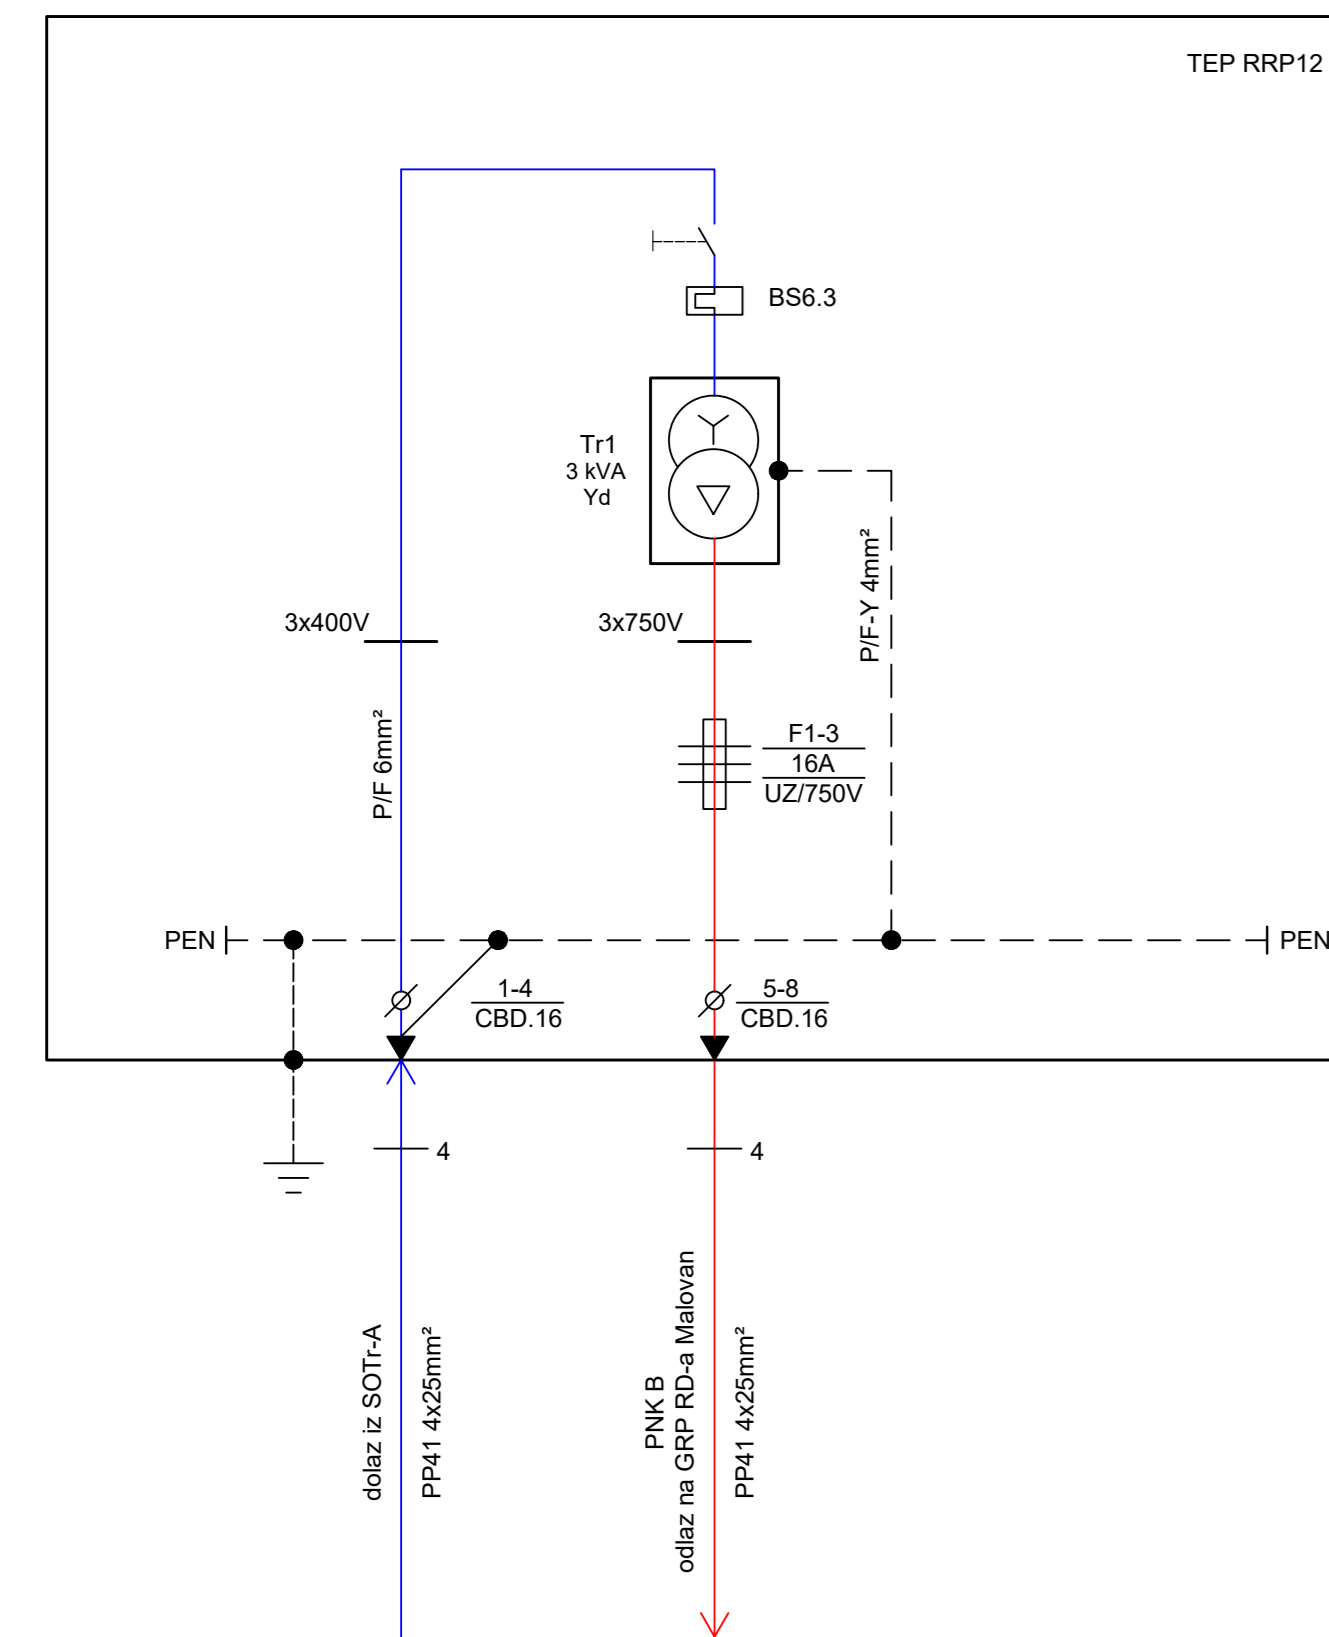 TEP RRP12
BS6.3
Tr1
3 kVA
Yd
3x400V
3x750V
P/F-Y 4mm²
P/F 6mm²
F1-3
16A
UZ/750V
PEN
PEN
1-4
CBD.16
5-8
CBD.16
4
4
dolaz iz SOTr-A
PP41 4x25mm²
PNK B
odlaz na GRP RD-a Malovan
PP41 4x25mm²